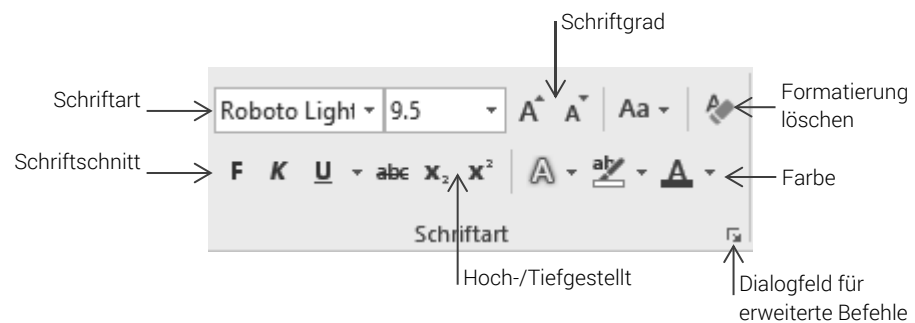 Schriftgrad
Schriftart
Roboto Light
9.5
A A
Aa
A
Formatierung
löschen
Schriftschnitt
F K U abc x₂ x²
A ab A
Farbe
Schriftart
Hoch-/Tiefgestellt
Dialogfeld für
erweiterte Befehle